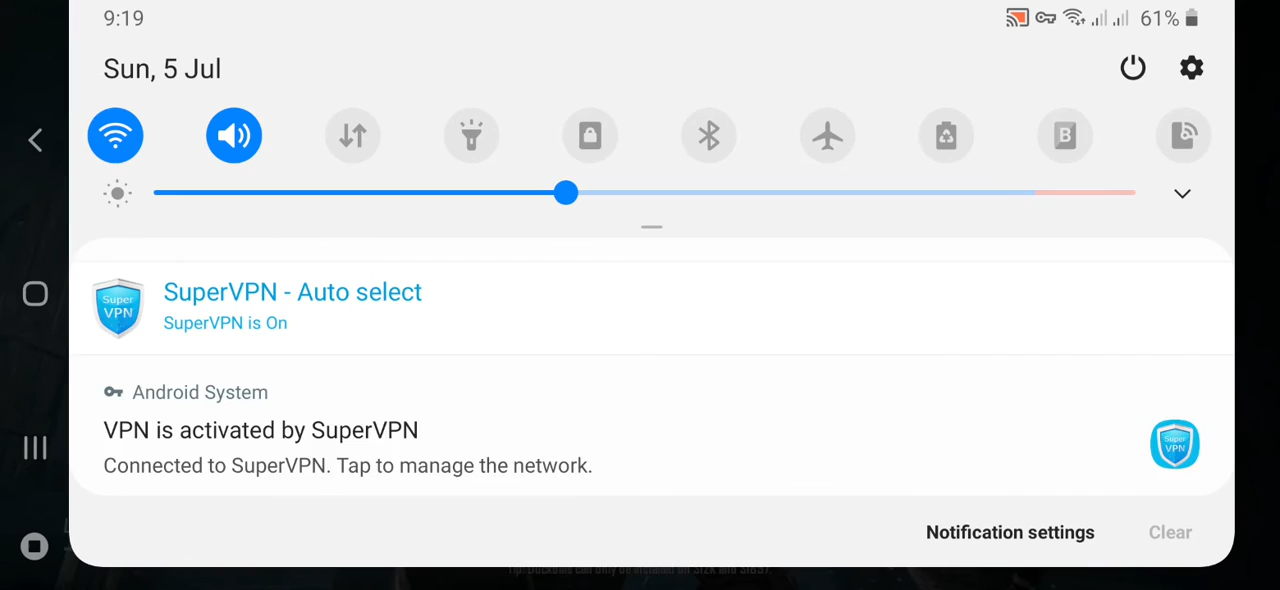 9:19
61%
Sun, 5 Jul
B
Super
VPN
SuperVPN - Auto select
SuperVPN is On
Android System
VPN is activated by SuperVPN
Connected to SuperVPN. Tap to manage the network.
Super
VPN
Notification settings
Clear